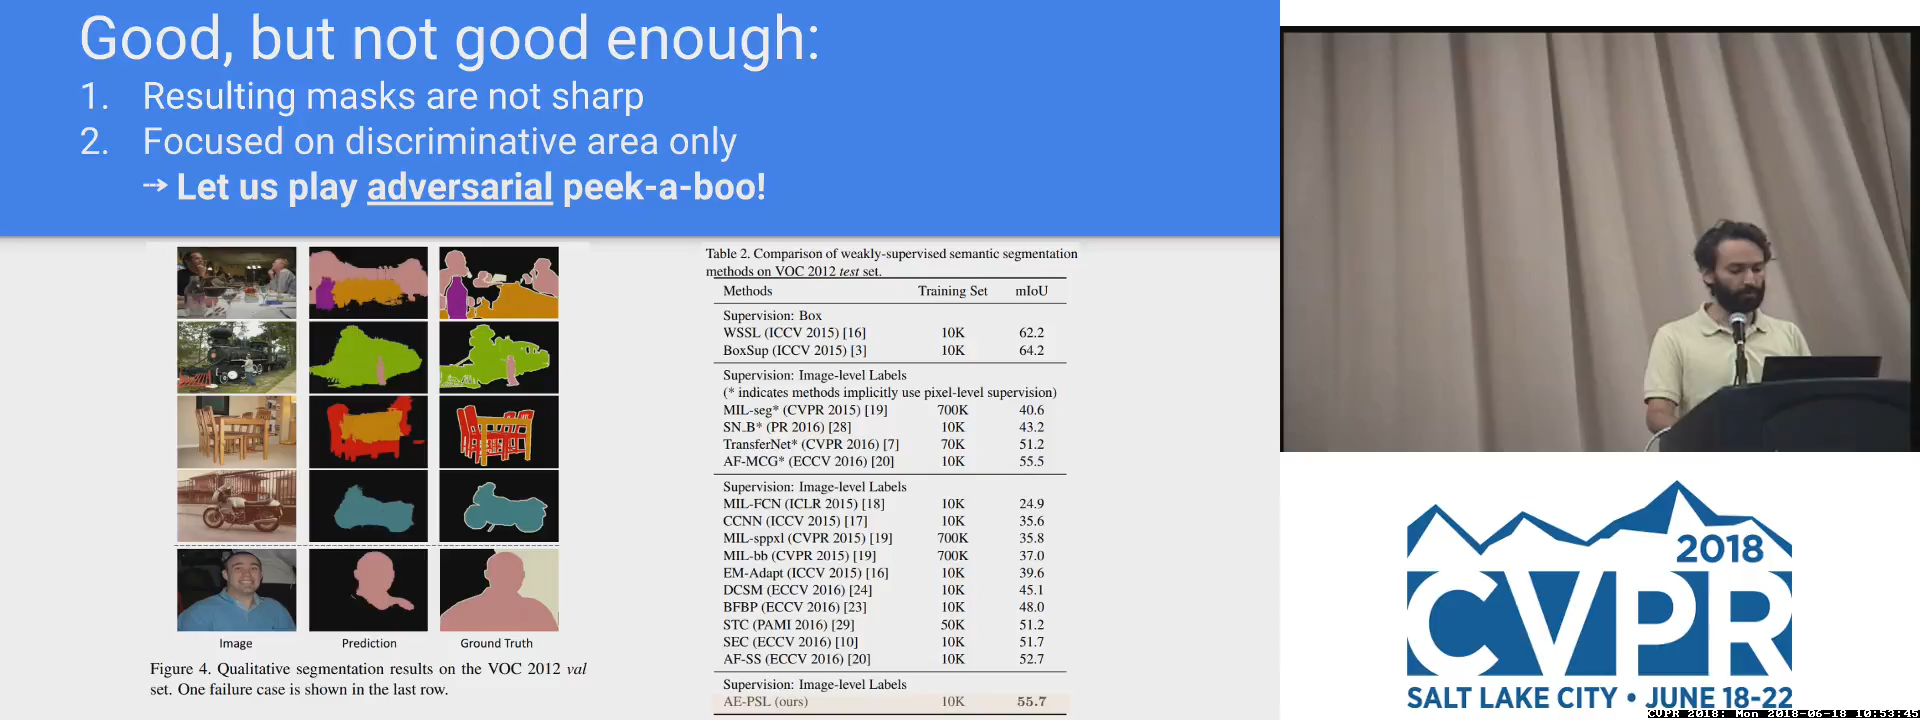 Good, but not good enough:
1. Resulting masks are not sharp
2. Focused on discriminative area only
⇢ Let us play adversarial peek-a-boo!
Image Prediction Ground Truth
Figure 4. Qualitative segmentation results on the VOC 2012 val
set. One failure case is shown in the last row.
Table 2. Comparison of weakly-supervised semantic segmentation
methods on VOC 2012 test set.
Methods Training Set mIoU
Supervision: Box
WSSL (ICCV 2015) [16] 10K 62.2
BoxSup (ICCV 2015) [3] 10K 64.2
Supervision: Image-level Labels
(* indicates methods implicitly use pixel-level supervision)
MIL-seg* (CVPR 2015) [19] 700K 40.6
SN_B* (PR 2016) [28] 10K 43.2
TransferNet* (CVPR 2016) [7] 70K 51.2
AF-MCG* (ECCV 2016) [20] 10K 55.5
Supervision: Image-level Labels
MIL-FCN (ICLR 2015) [18] 10K 24.9
CCNN (ICCV 2015) [17] 10K 35.6
MIL-sppxl (CVPR 2015) [19] 700K 35.8
MIL-bb (CVPR 2015) [19] 700K 37.0
EM-Adapt (ICCV 2015) [16] 10K 39.6
DCSM (ECCV 2016) [24] 10K 45.1
BFBP (ECCV 2016) [23] 10K 48.0
STC (PAMI 2016) [29] 50K 51.2
SEC (ECCV 2016) [10] 10K 51.7
AF-SS (ECCV 2016) [20] 10K 52.7
Supervision: Image-level Labels
AE-PSL (ours) 10K 55.7
2018
CVPR
SALT LAKE CITY • JUNE 18-22
CVPR 2018: Mon 2018-06-18 10:53:45